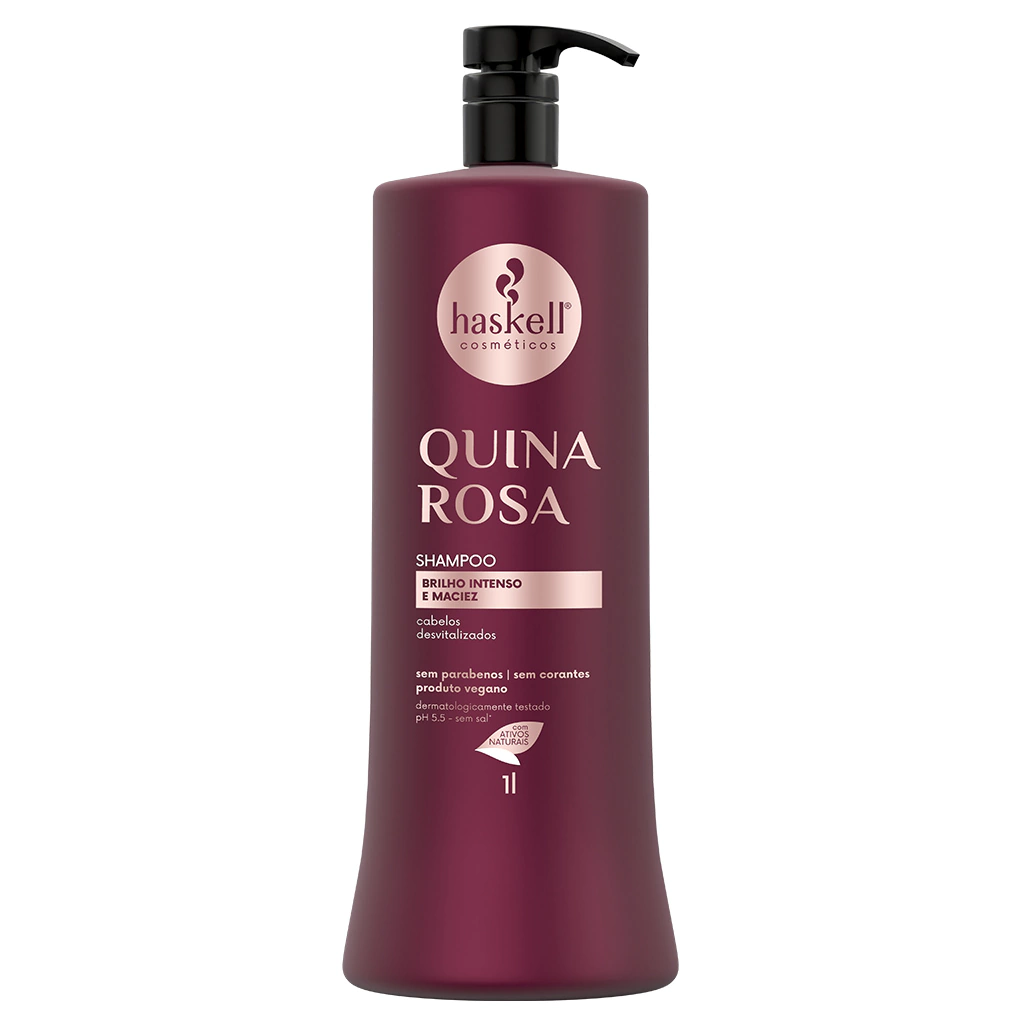 haskell®
cosméticos
QUINA
ROSA
SHAMPOO
BRILHO INTENSO
E MACIEZ
cabelos
desvitalizados
sem parabenos | sem corantes
produto vegano
dermatologicamente testado
pH 5.5 - sem sal*
com
ATIVOS
NATURAIS
1l